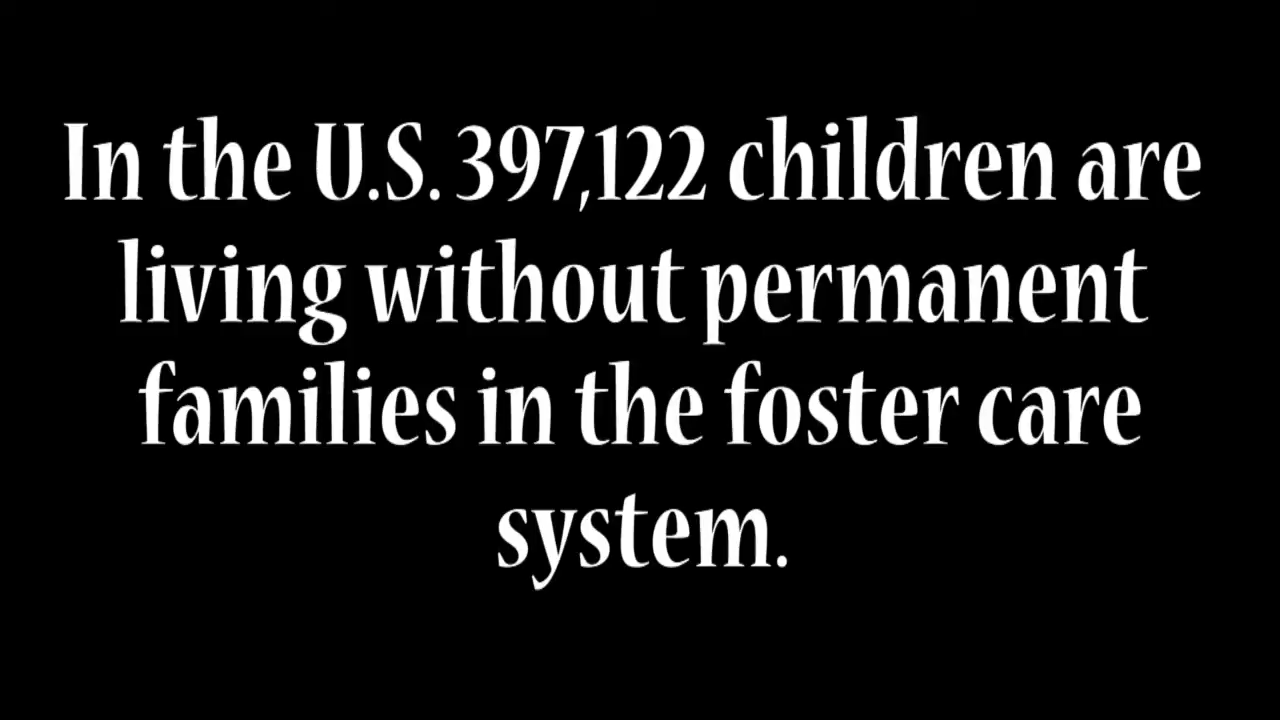 In the U.S. 397,122 children are
living without permanent
families in the foster care
system.